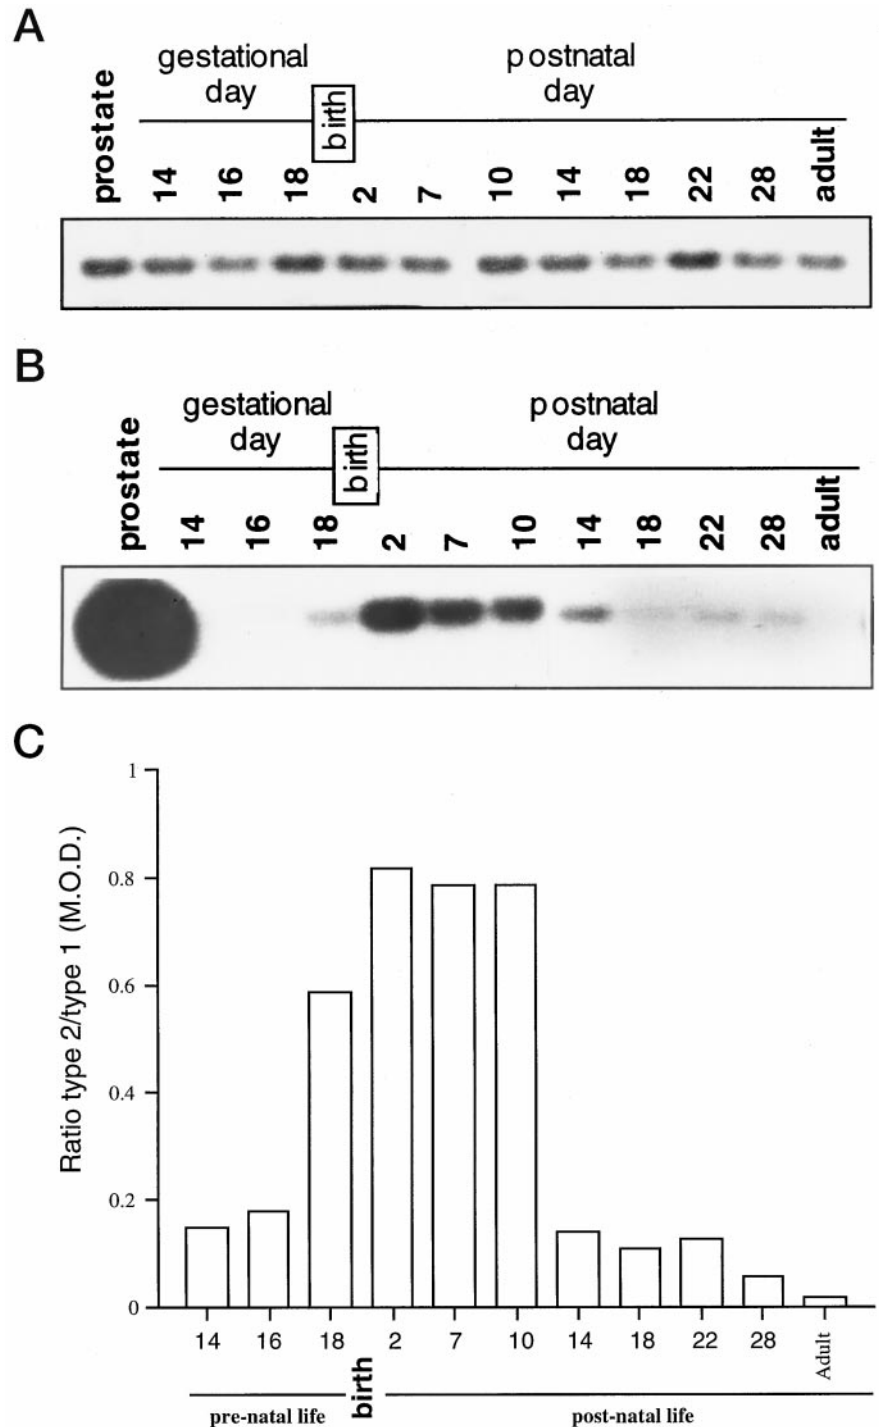 A
gestational day
postnatal day
prostate
birth
14 16 18 2 7 10 14 18 22 28 adult
B
gestational day
postnatal day
prostate
birth
14 16 18 2 7 10 14 18 22 28 adult
C
Ratio type 2/type 1 (M.O.D.)
1
0.8
0.6
0.4
0.2
0
14 16 18 2 7 10 14 18 22 28 Adult
birth
pre-natal life
post-natal life